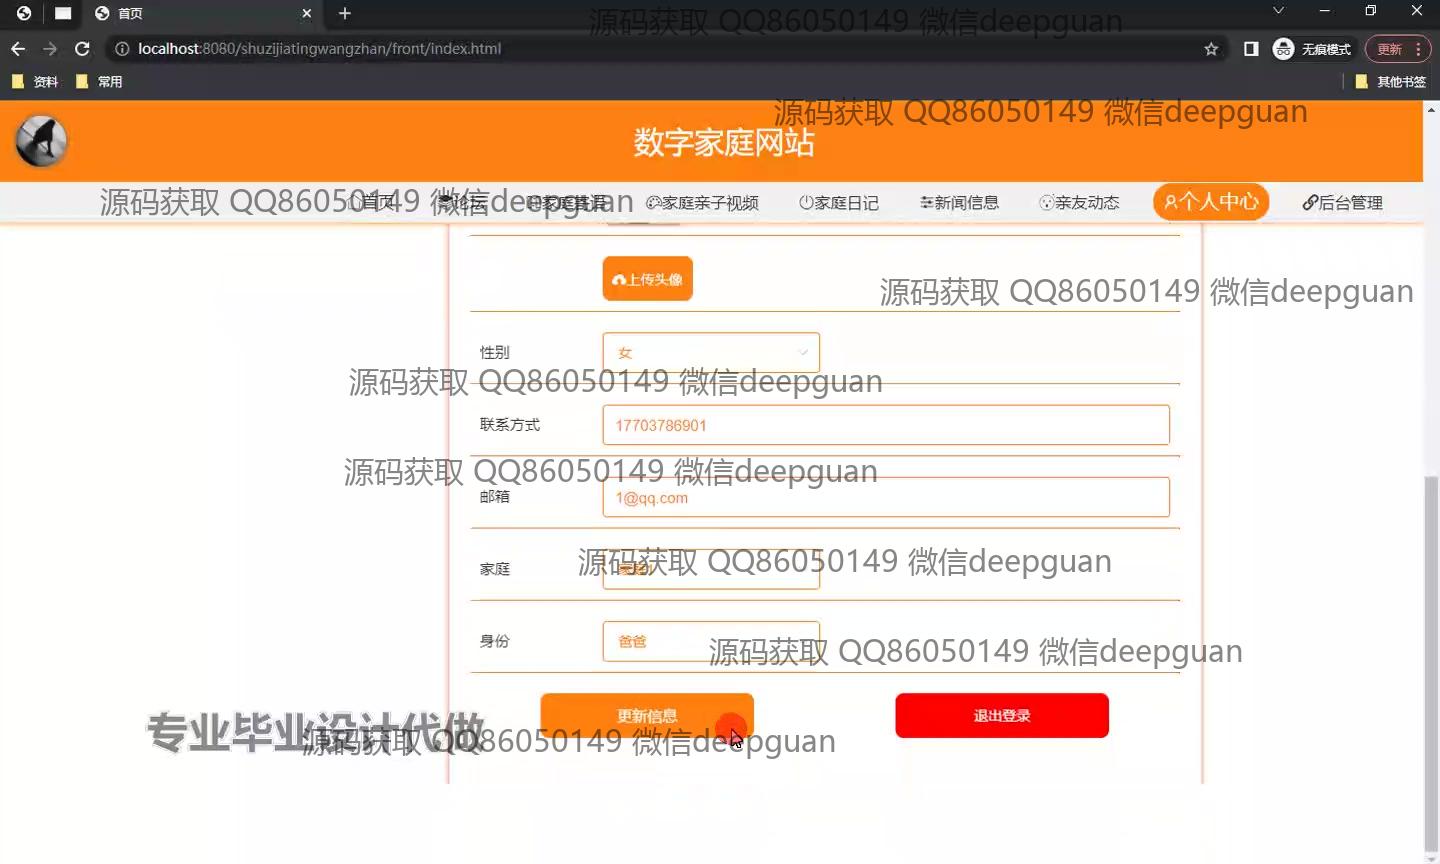 首页
源码获取 QQ86050149 微信deepguan
localhost:8080/shuzijiatingwangzhan/front/index.html
无痕模式
更新
资料
常用
其他书签
源码获取 QQ86050149 微信deepguan
数字家庭网站
源码获取 QQ86050149 微信deepguan
首页
论坛
家庭亲子视频
家庭日记
新闻信息
亲友动态
个人中心
后台管理
上传头像
源码获取 QQ86050149 微信deepguan
性别
女
源码获取 QQ86050149 微信deepguan
联系方式
17703786901
源码获取 QQ86050149 微信deepguan
邮箱
1@qq.com
家庭
源码获取 QQ86050149 微信deepguan
身份
爸爸
源码获取 QQ86050149 微信deepguan
更新信息
退出登录
专业毕业设计代做
源码获取 QQ86050149 微信deepguan